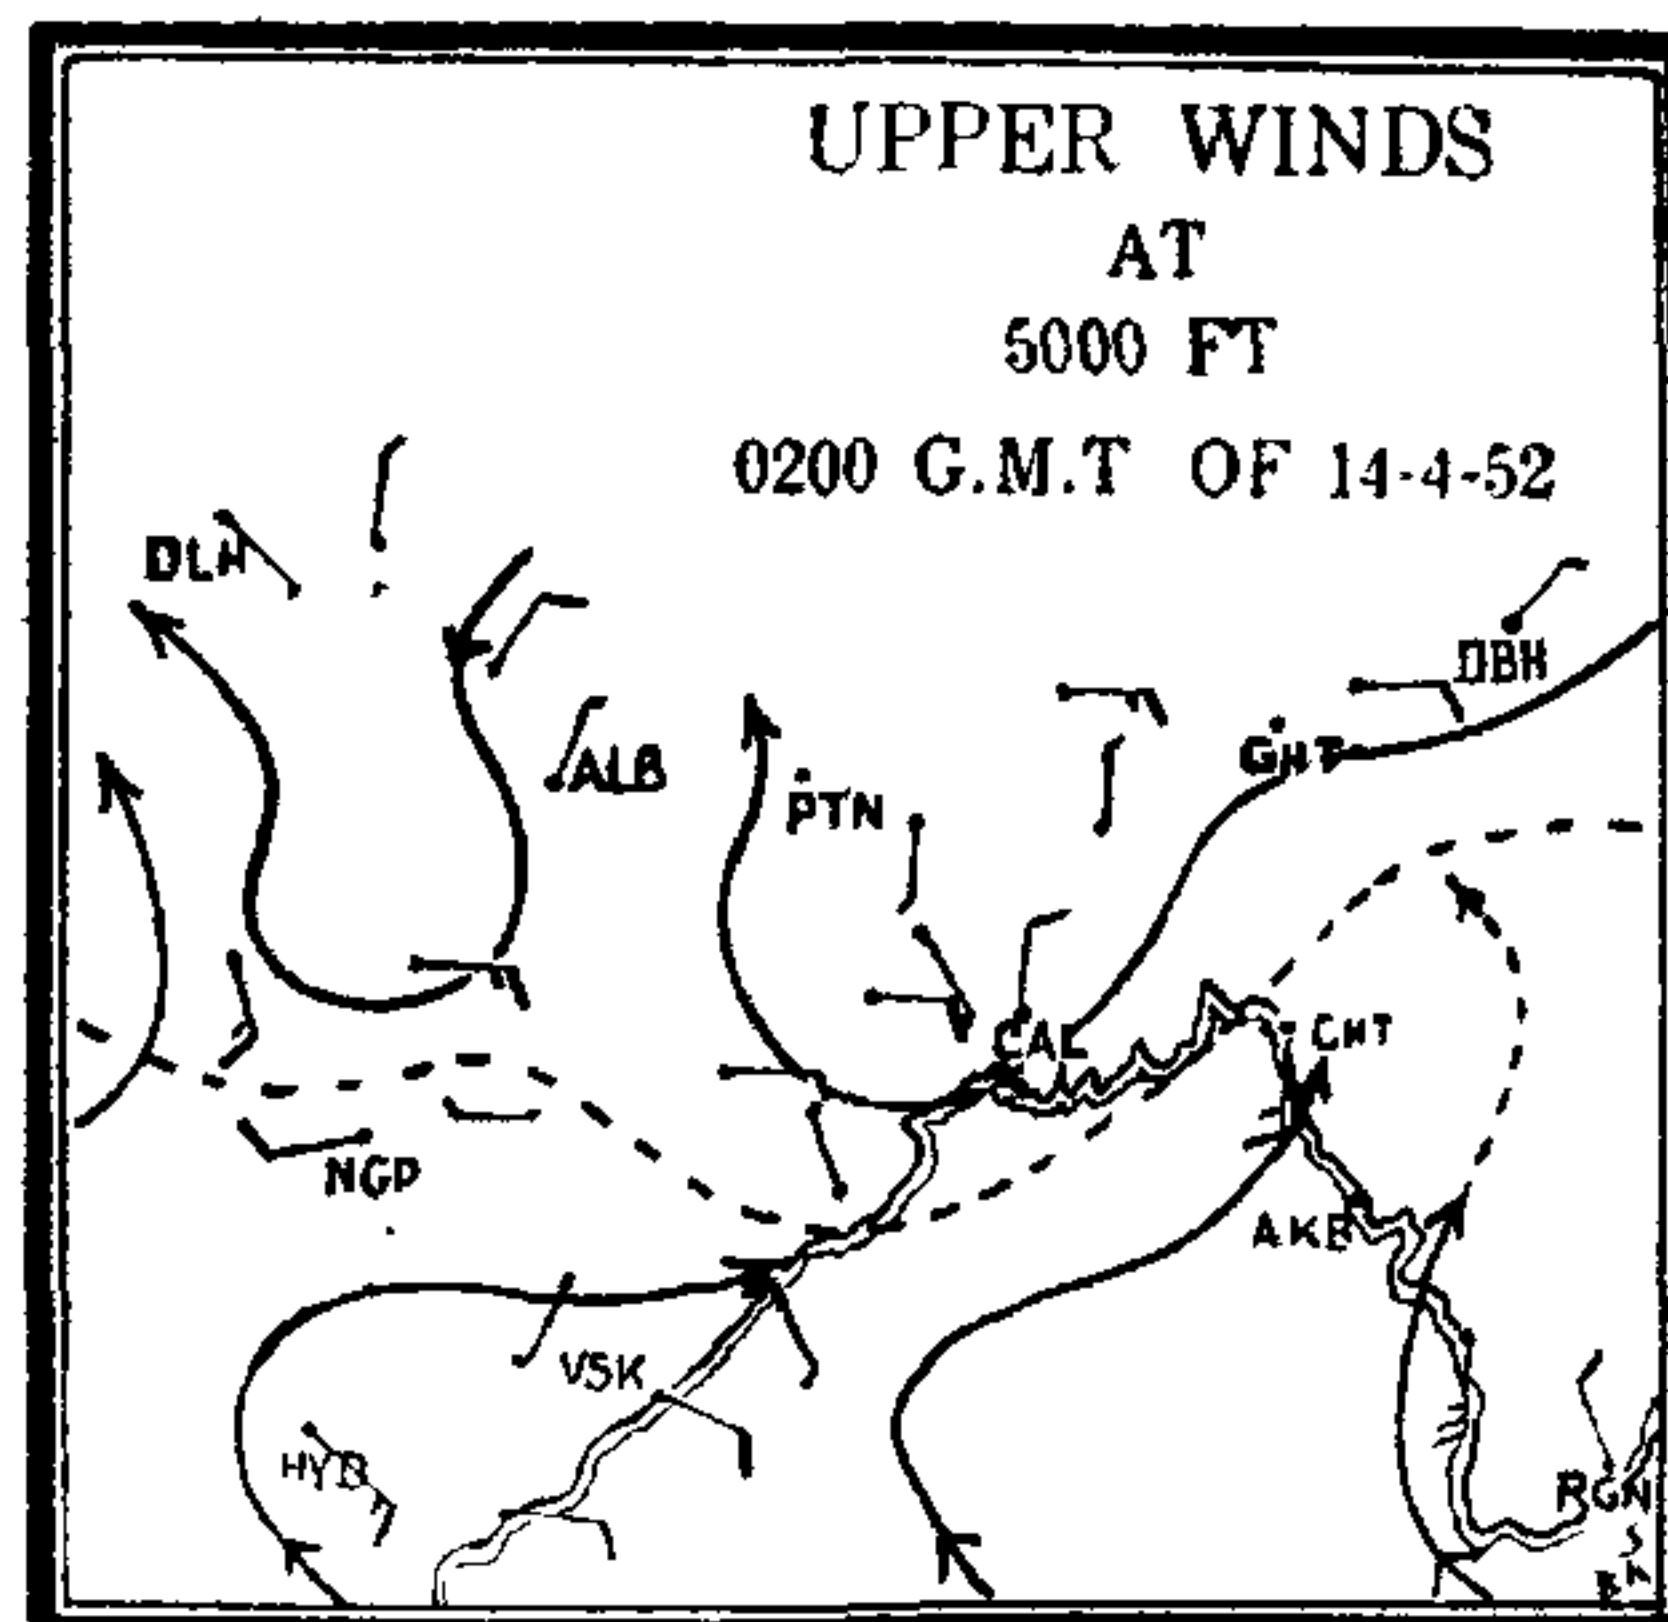 UPPER WINDS
AT
5000 FT
0200 G.M.T OF 14-4-52
DLH
DBH
GHT
ALB
PTN
CAL
CHT
NGP
AKB
VSK
HYB
RGN